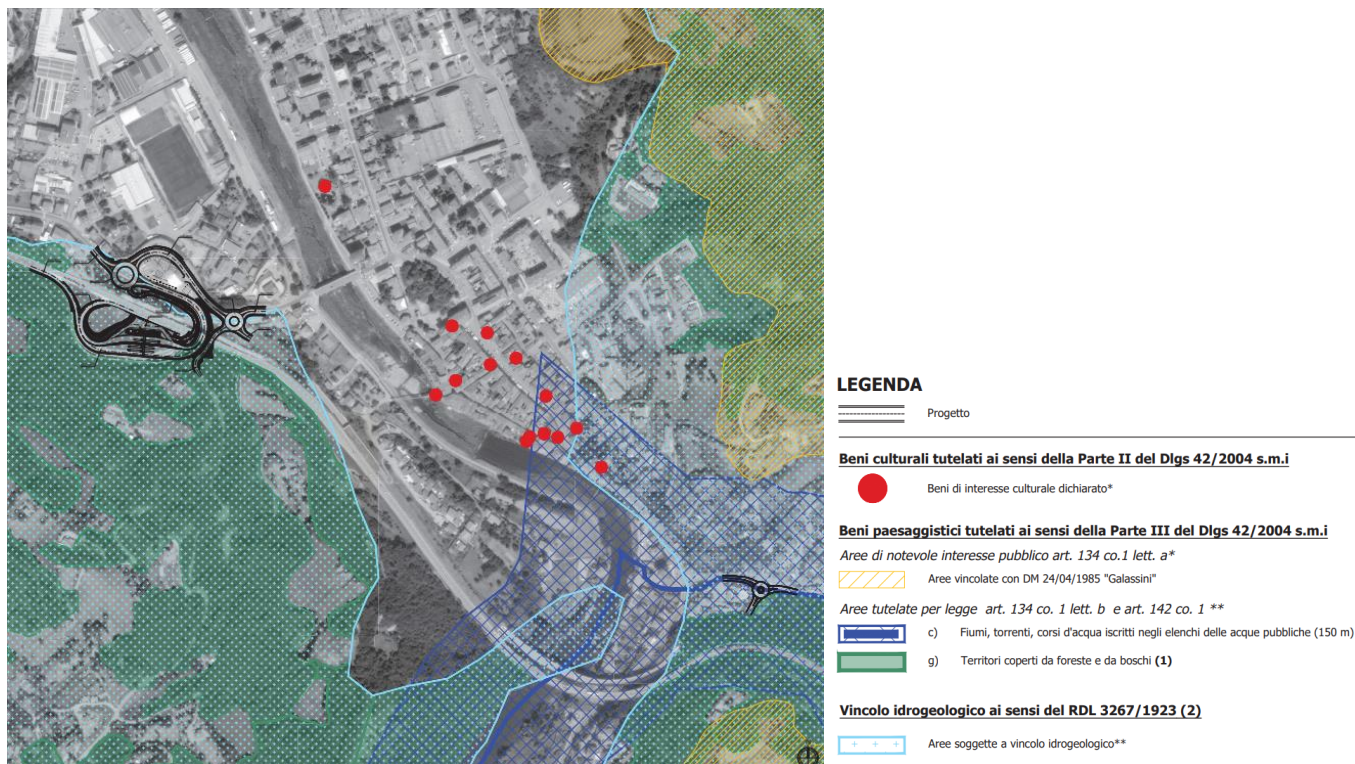 LEGENDA
Progetto
Beni culturali tutelati ai sensi della Parte II del Dlgs 42/2004 s.m.i
Beni di interesse culturale dichiarato*
Beni paesaggistici tutelati ai sensi della Parte III del Dlgs 42/2004 s.m.i
Aree di notevole interesse pubblico art. 134 co.1 lett. a*
Aree vincolate con DM 24/04/1985 "Galassini"
Aree tutelate per legge art. 134 co. 1 lett. b e art. 142 co. 1 **
c) Fiumi, torrenti, corsi d'acqua iscritti negli elenchi delle acque pubbliche (150 m)
g) Territori coperti da foreste e da boschi (1)
Vincolo idrogeologico ai sensi del RDL 3267/1923 (2)
Aree soggette a vincolo idrogeologico**